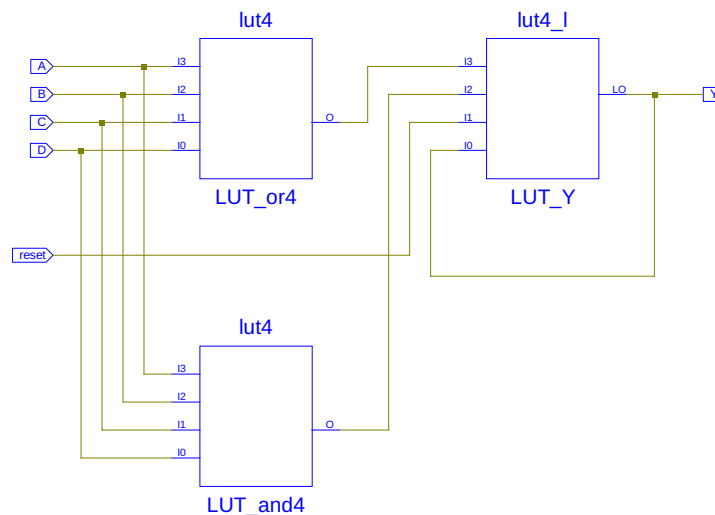 lut4
lut4_l
A
B
C
D
I3
I2
I1
I0
O
I3
I2
I1
I0
LO
Y
LUT_or4
LUT_Y
reset
lut4
I3
I2
I1
I0
O
LUT_and4